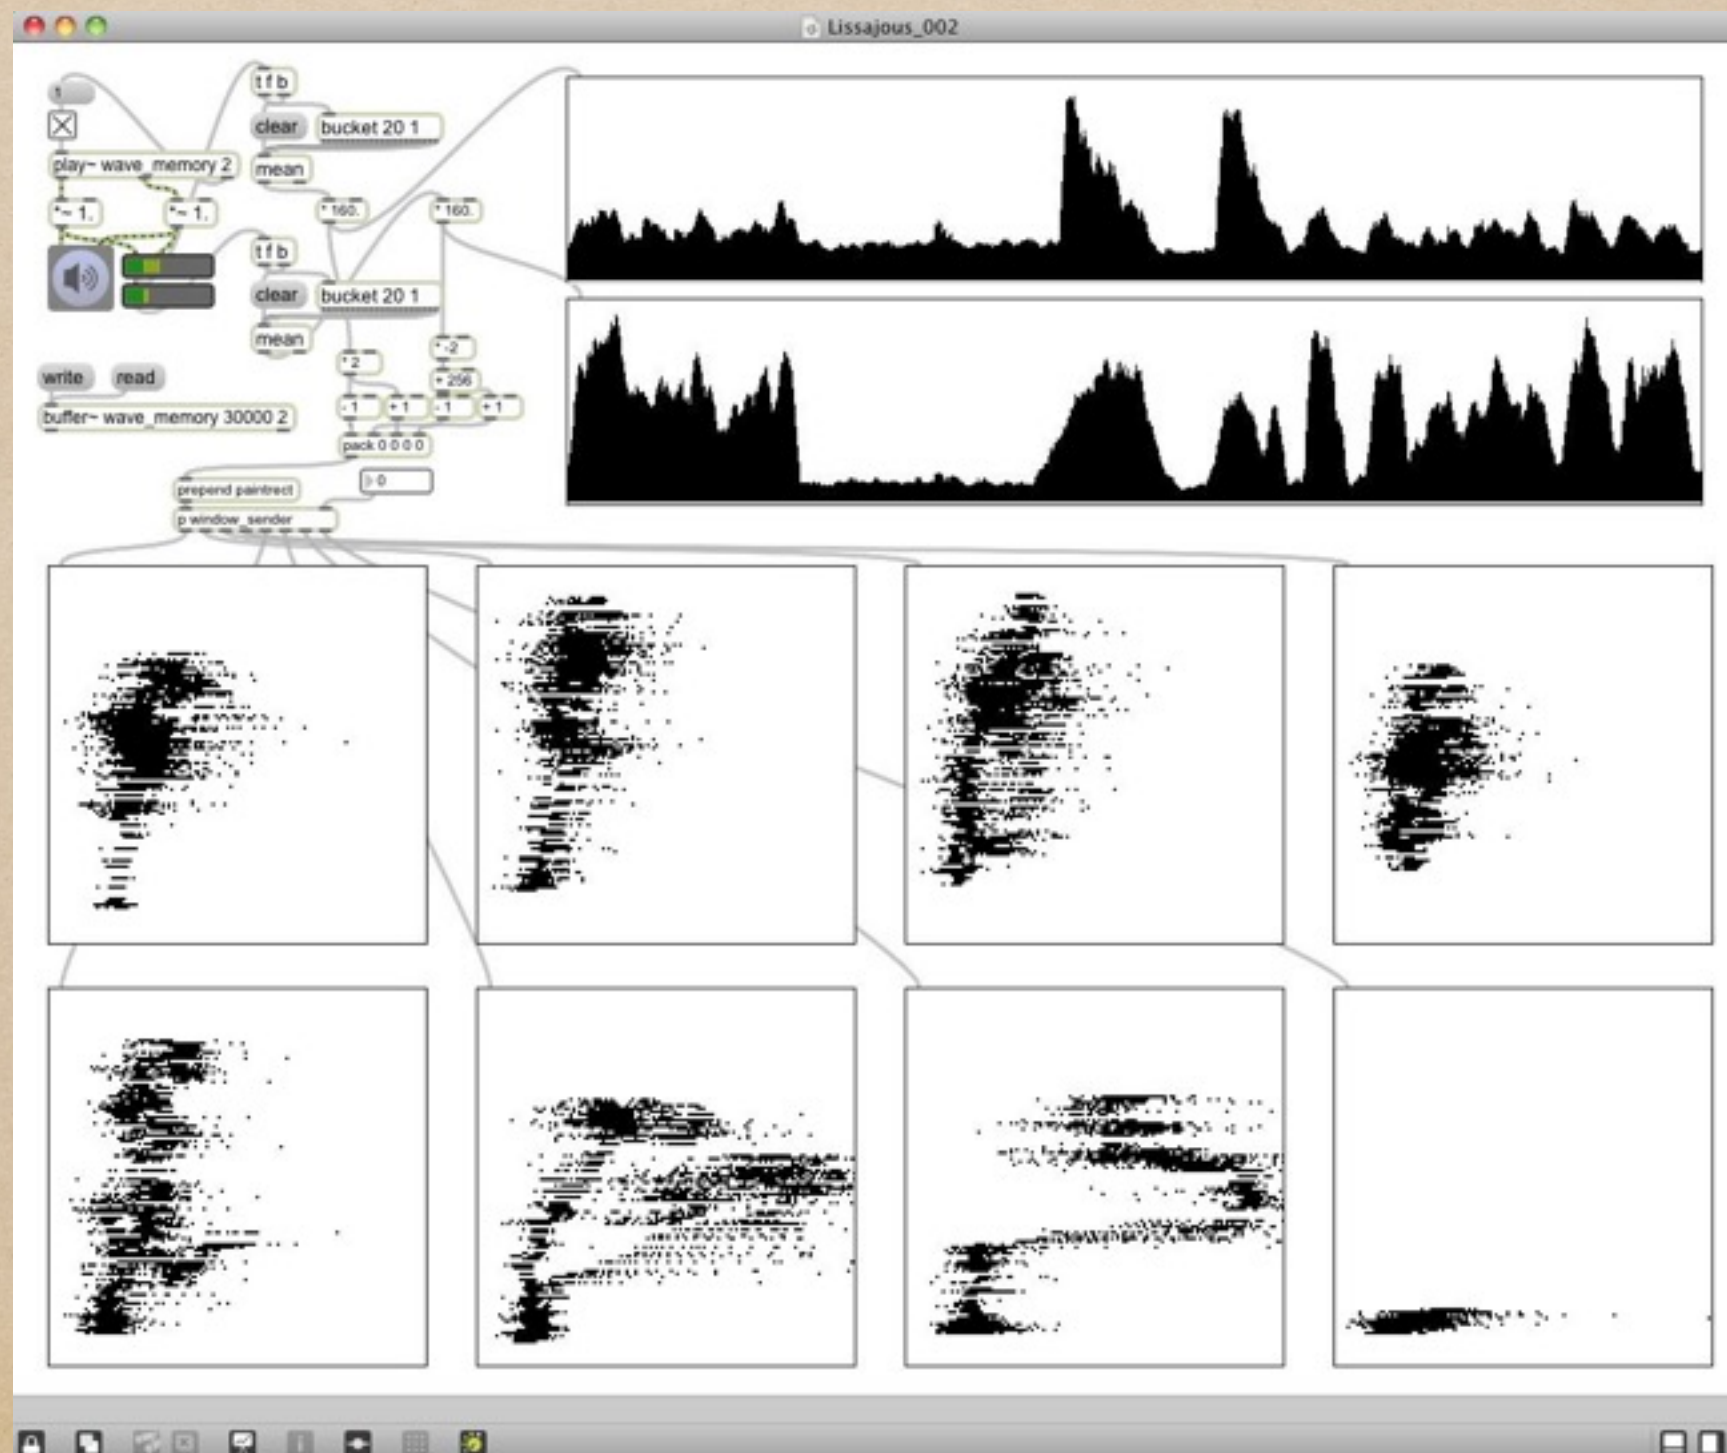 Lissajous_002
t f b
clear
bucket 20 1
play~ wave_memory 2
mean
*~ 1.
*~ 1.
* 160.
* 160.
t f b
clear
bucket 20 1
mean
* 2
* -2
+ 256
write
read
- 1
+ 1
- 1
+ 1
buffer~ wave_memory 30000 2
pack 0 0 0 0
0
prepend paintrect
p window_sender